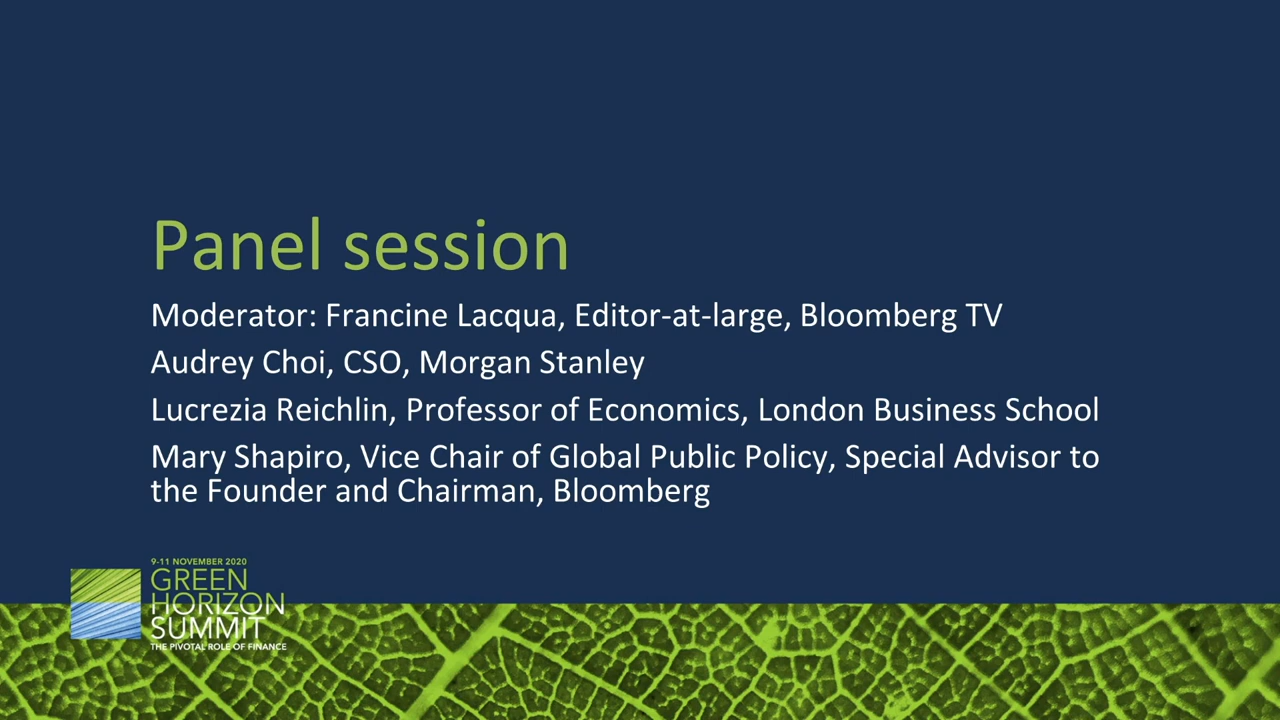 Panel session
Moderator: Francine Lacqua, Editor-at-large, Bloomberg TV
Audrey Choi, CSO, Morgan Stanley
Lucrezia Reichlin, Professor of Economics, London Business School
Mary Shapiro, Vice Chair of Global Public Policy, Special Advisor to
the Founder and Chairman, Bloomberg
9-11 NOVEMBER 2020
GREEN
HORIZON
SUMMIT
THE PIVOTAL ROLE OF FINANCE